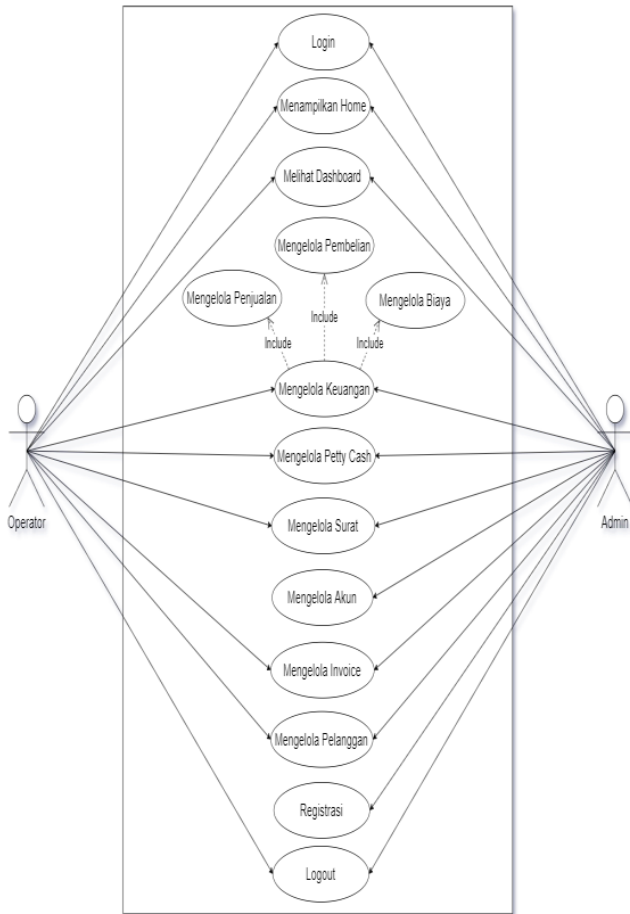 Login
Menampilkan Home
Melihat Dashboard
Mengelola Pembelian
Mengelola Penjualan
Mengelola Biaya
Include
Include
Include
Mengelola Keuangan
Mengelola Petty Cash
Operator
Admin
Mengelola Surat
Mengelola Akun
Mengelola Invoice
Mengelola Pelanggan
Registrasi
Logout